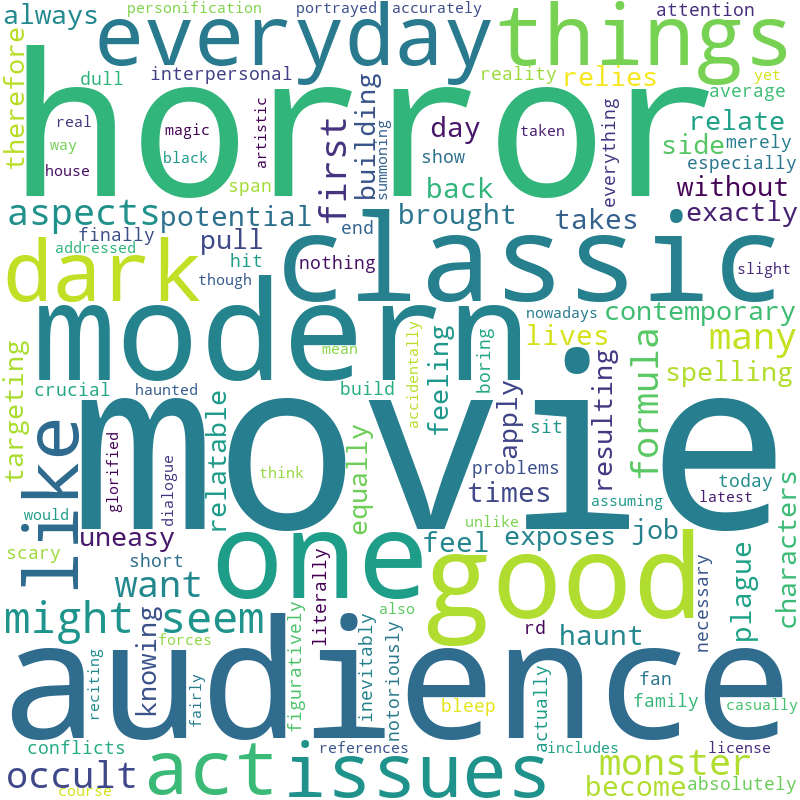 personification portrayed accurately attention
always everyday things
therefore dull interpersonal reality relies average
horror
real way house magic black artistic span first building summoning show day taken everything relate side merely yet
especially
back without
aspects potential brought takes exactly
addressed finally pull hit though nothing end slight
dark classic
modern nowadays contemporary
lives many
mean accidentally feeling boring spelling
targeting crucial haunted build relatable apply resulting formula
movie
like glorified dialogue think equally sit problems times assuming today latest
would uneasy unlike
scary short one feel exposes job
want good characters
might seem literally rd haunt plague necessary
forces figuratively also
audience
knowing reciting fairly inevitably notoriously bleep actually fan family casually
conflicts references includes license
occult act issues monster
course become absolutely